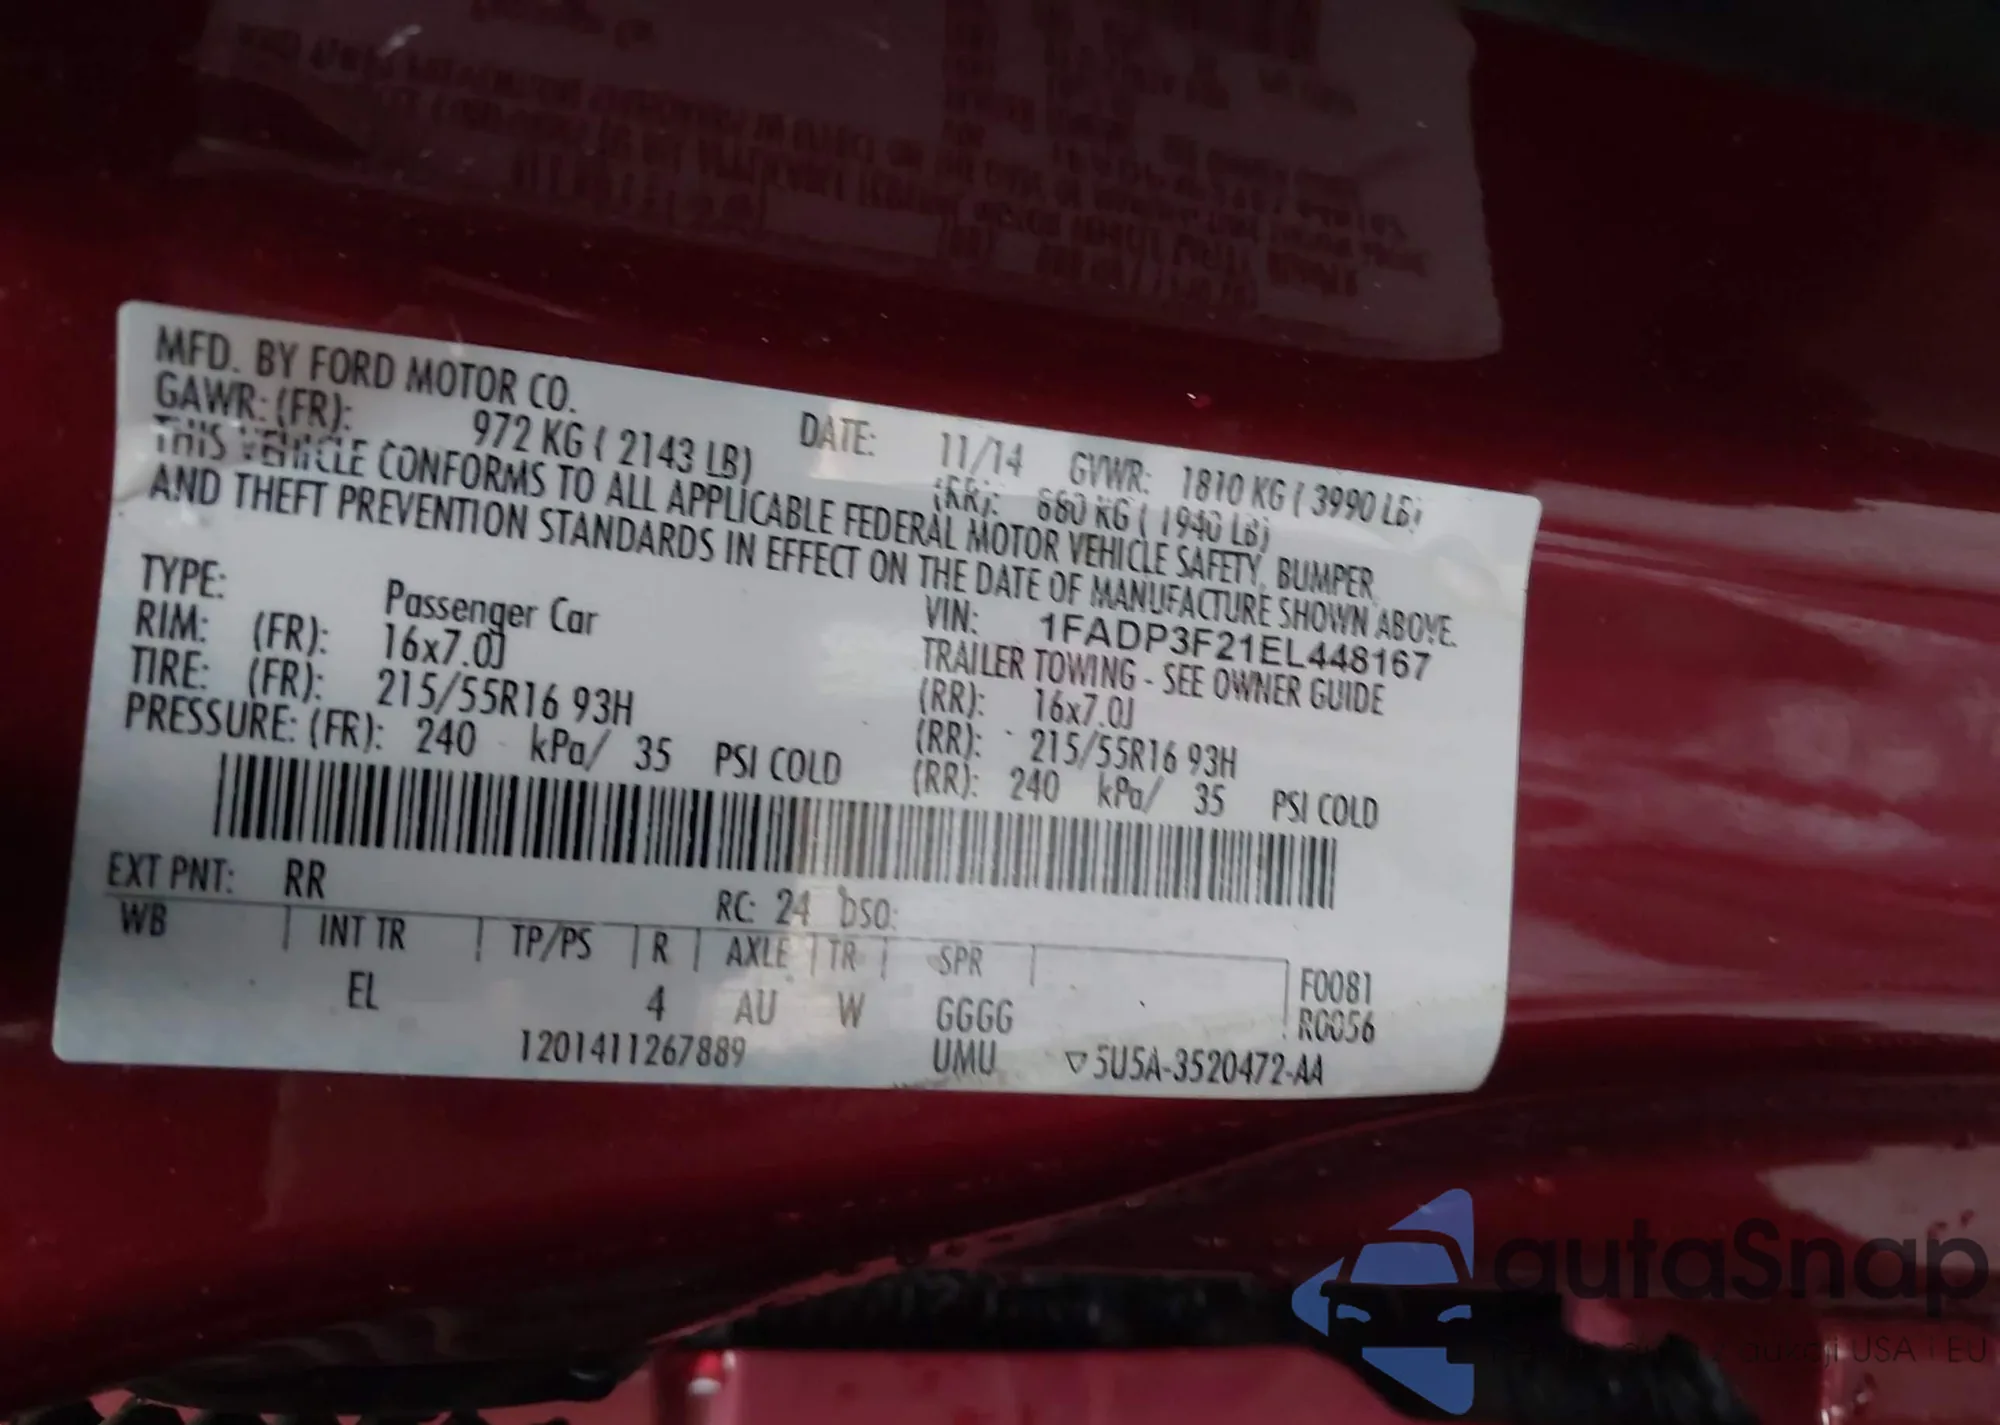 MFD. BY FORD MOTOR CO.
DATE: 11/14 GVWR: 1810 KG ( 3990 LB)
GAWR: (FR): 972 KG ( 2143 LB) (RR): 880 KG ( 1940 LB)
THIS VEHICLE CONFORMS TO ALL APPLICABLE FEDERAL MOTOR VEHICLE SAFETY, BUMPER,
AND THEFT PREVENTION STANDARDS IN EFFECT ON THE DATE OF MANUFACTURE SHOWN ABOVE.
VIN: 1FADP3F21EL448167
TYPE: Passenger Car TRAILER TOWING - SEE OWNER GUIDE
RIM: (FR): 16x7.0J (RR): 16x7.0J
TIRE: (FR): 215/55R16 93H (RR): 215/55R16 93H
PRESSURE: (FR): 240 kPa/ 35 PSI COLD (RR): 240 kPa/ 35 PSI COLD
EXT PNT: RR RC: 24 DSO:
WB INT TR TP/PS R AXLE TR SPR F0081
EL 4 AU W GGGG R0056
1201411267889 UMU ▽5U5A-3520472-AA
autaSnap
USA i EU